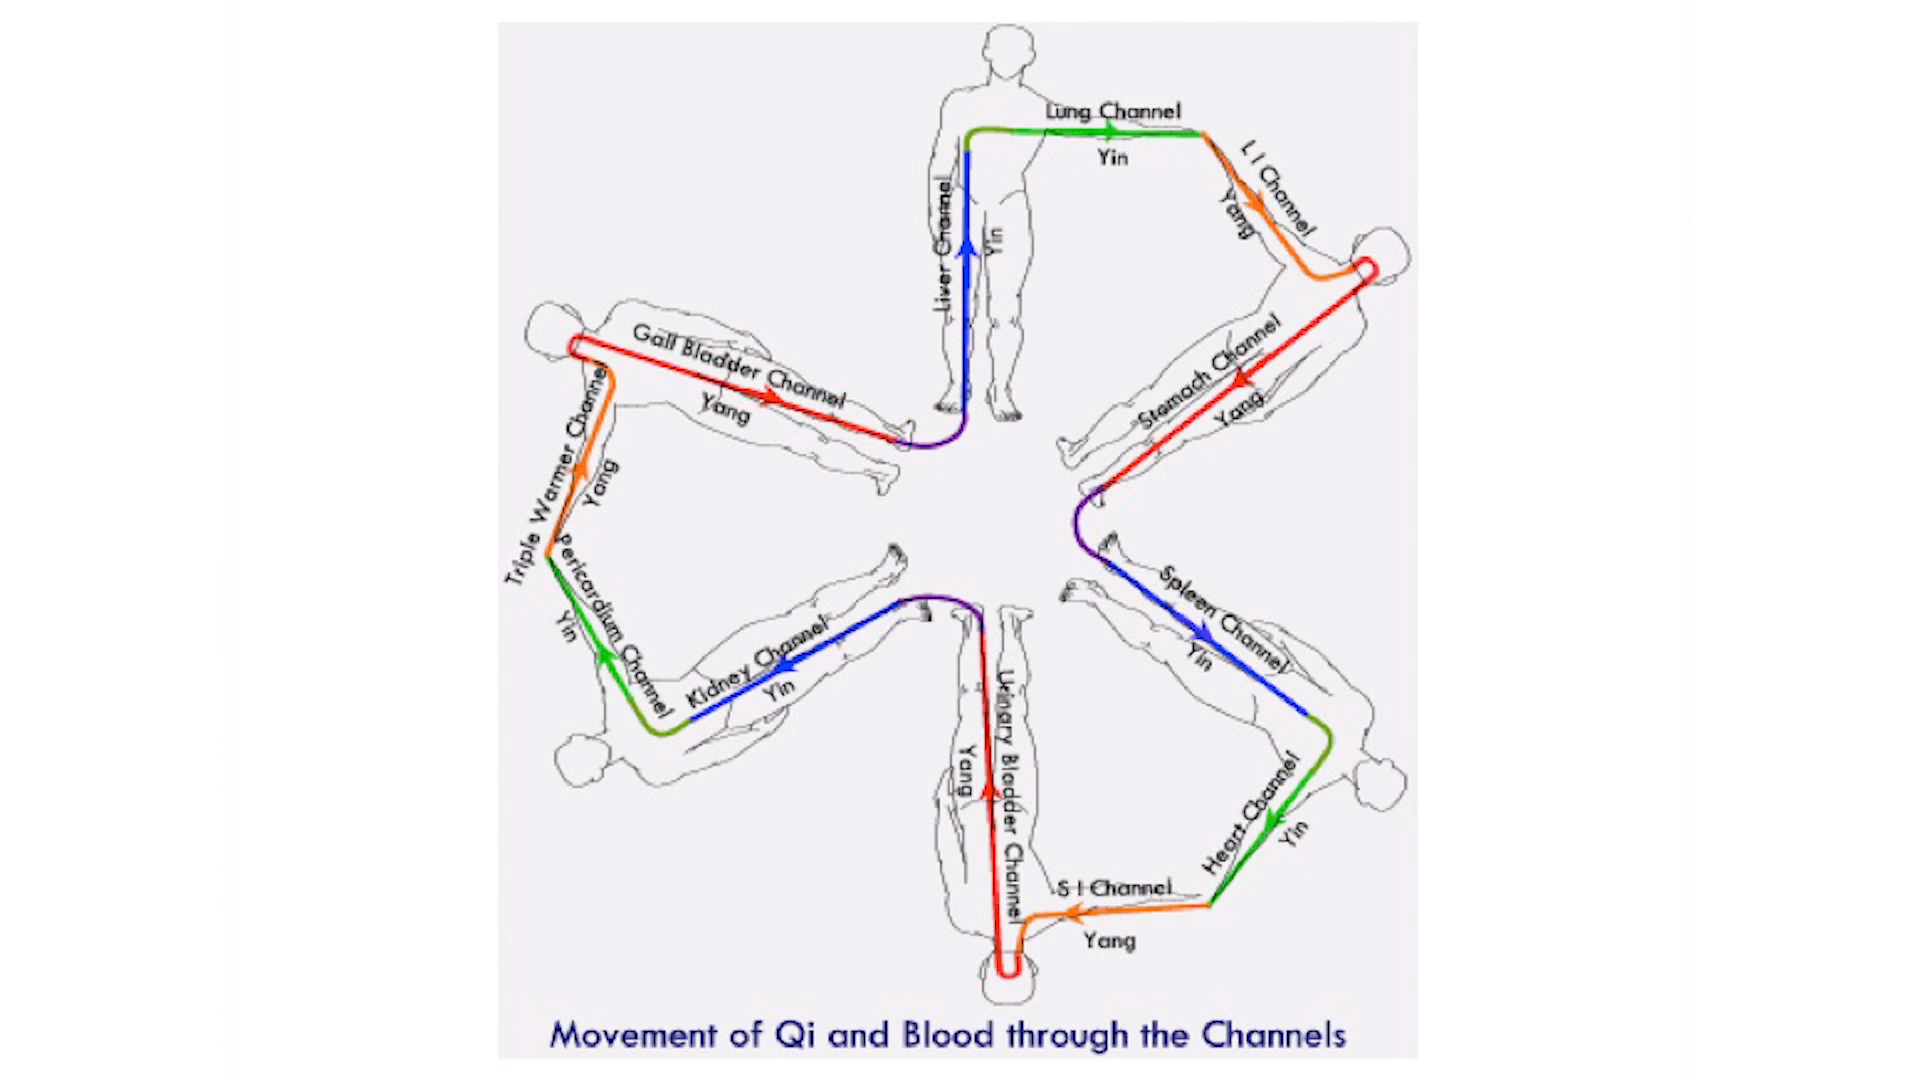 Lung Channel
Yin
L I Channel
Yang
Stomach Channel
Yang
Spleen Channel
Yin
Heart Channel
Yin
S I Channel
Yang
Urinary Bladder Channel
Yang
Kidney Channel
Yin
Pericardium Channel
Yin
Triple Warmer Channel
Yang
Gall Bladder Channel
Yang
Liver Channel
Yin
Movement of Qi and Blood through the Channels